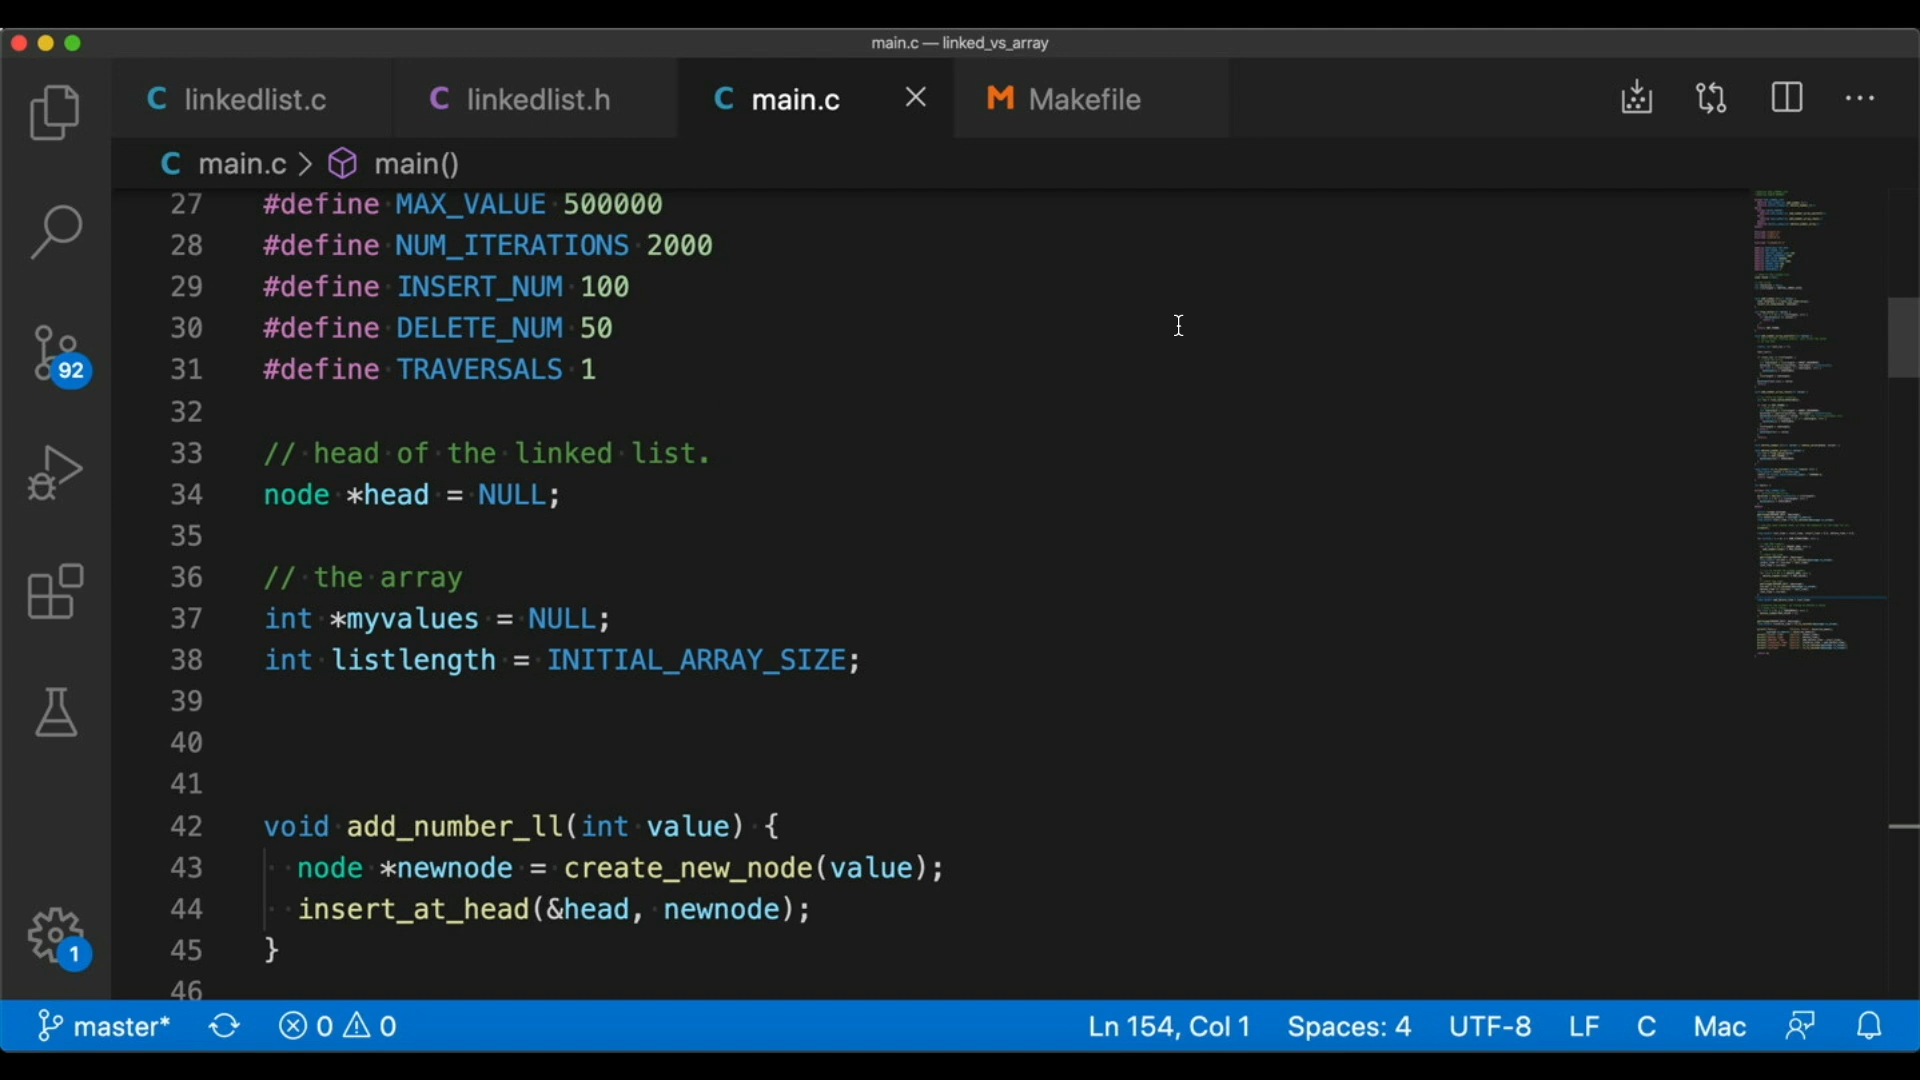 main.c — linked_vs_array
linkedlist.c
linkedlist.h
main.c
Makefile
main.c > main()
27 #define MAX_VALUE 500000
28 #define NUM_ITERATIONS 2000
29 #define INSERT_NUM 100
30 #define DELETE_NUM 50
31 #define TRAVERSALS 1
32
33 // head of the linked list.
34 node *head = NULL;
35
36 // the array
37 int *myvalues = NULL;
38 int listlength = INITIAL_ARRAY_SIZE;
39
40
41
42 void add_number_ll(int value) {
43   node *newnode = create_new_node(value);
44   insert_at_head(&head, newnode);
45 }
46
92
1
master* 0 0 Ln 154, Col 1 Spaces: 4 UTF-8 LF C Mac